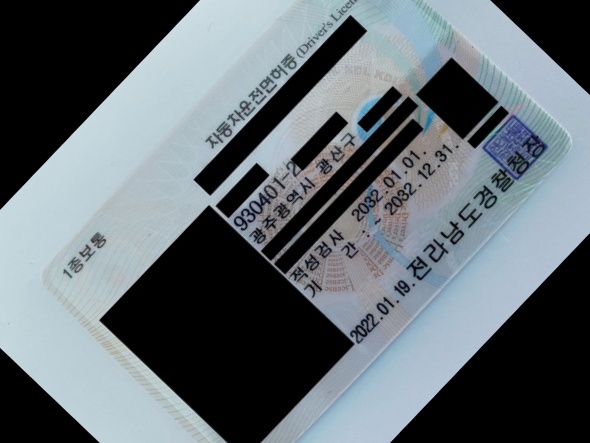 자동차운전면허증 (Driver's Licen
1종보통
930401-2
광주광역시 광산구
적성검사 2032.01.01.
기 간 : ~ 2032.12.31.
2022.01.19. 전라남도경찰청장